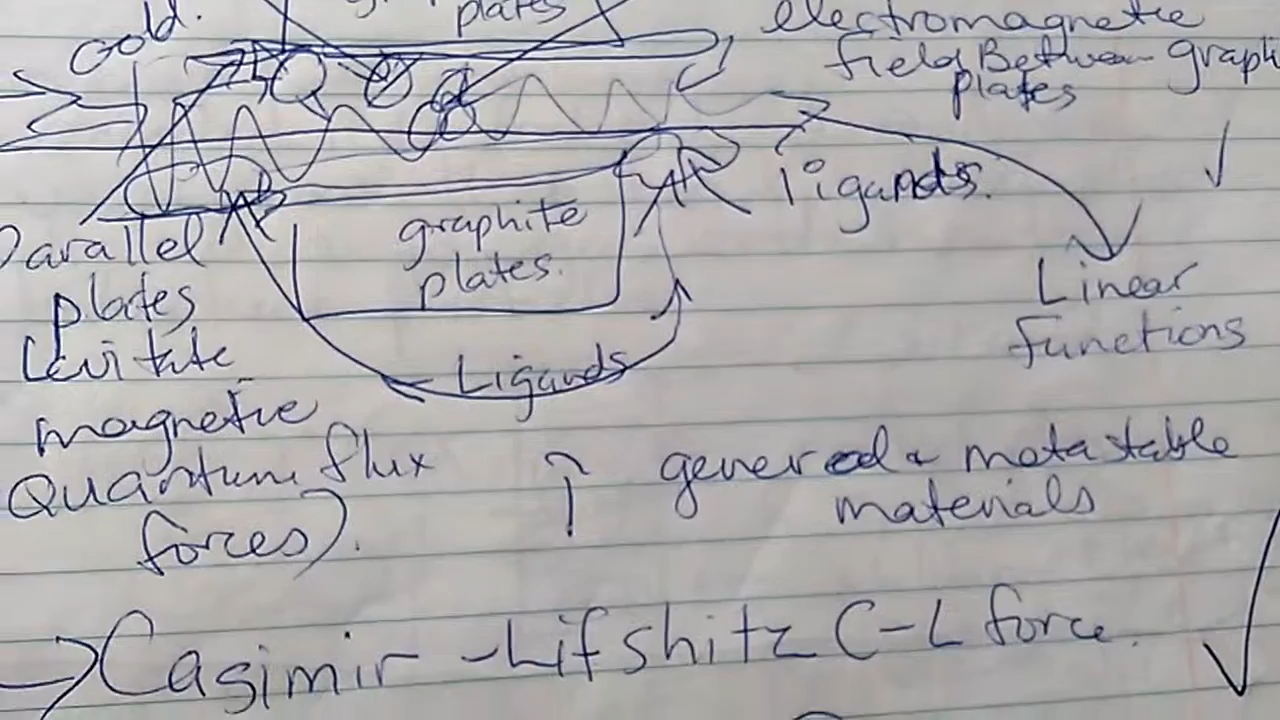 plates
electromagnetic
Gold.
field Between graphi
plates
ligands.
graphite
plates.
Parallel
plates
Levitate
magnetic
Quantum flux
forces).
Linear
functions
Ligands
metastable
materials
Casimir -Lifshitz C-L force.